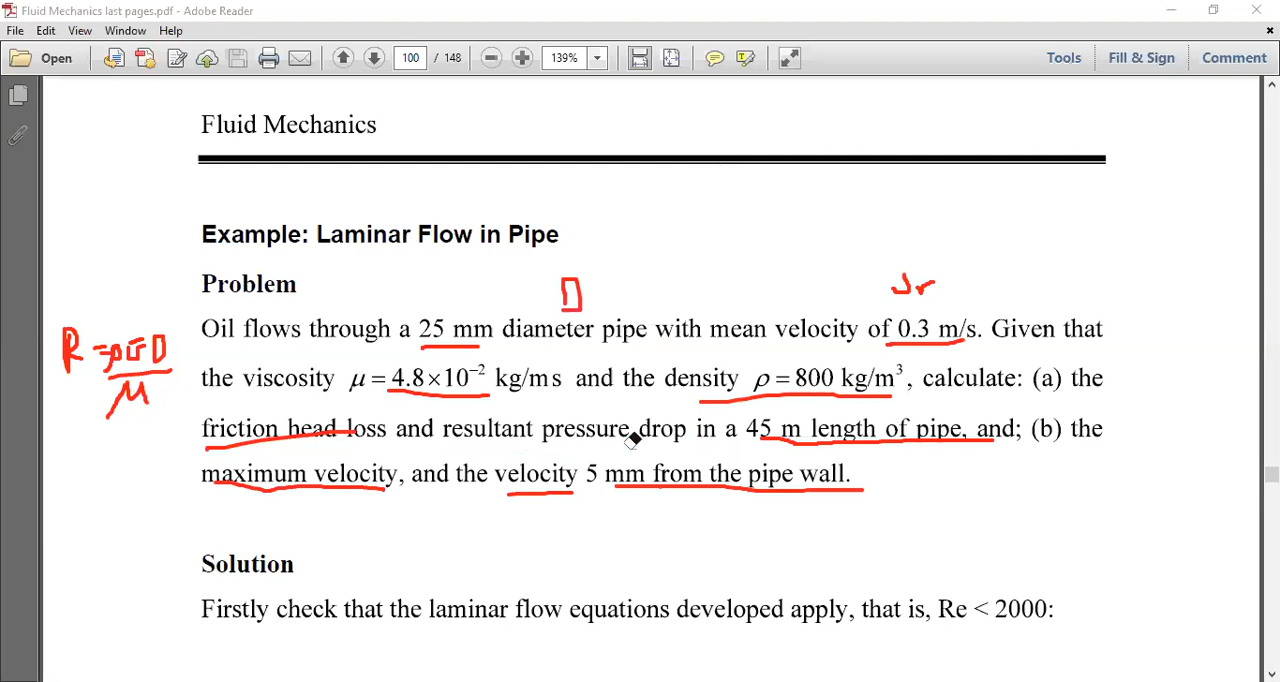 Fluid Mechanics last pages.pdf - Adobe Reader
File Edit View Window Help
Open 100 / 148 139% Tools Fill & Sign Comment
Fluid Mechanics
Example: Laminar Flow in Pipe
Problem
D
Oil flows through a 25 mm diameter pipe with mean velocity of 0.3 m/s. Given that
the viscosity μ = 4.8×10⁻² kg/m s and the density ρ = 800 kg/m³, calculate: (a) the
friction head loss and resultant pressure drop in a 45 m length of pipe, and; (b) the
maximum velocity, and the velocity 5 mm from the pipe wall.
R = ρv̄D
μ
Solution
Firstly check that the laminar flow equations developed apply, that is, Re < 2000: